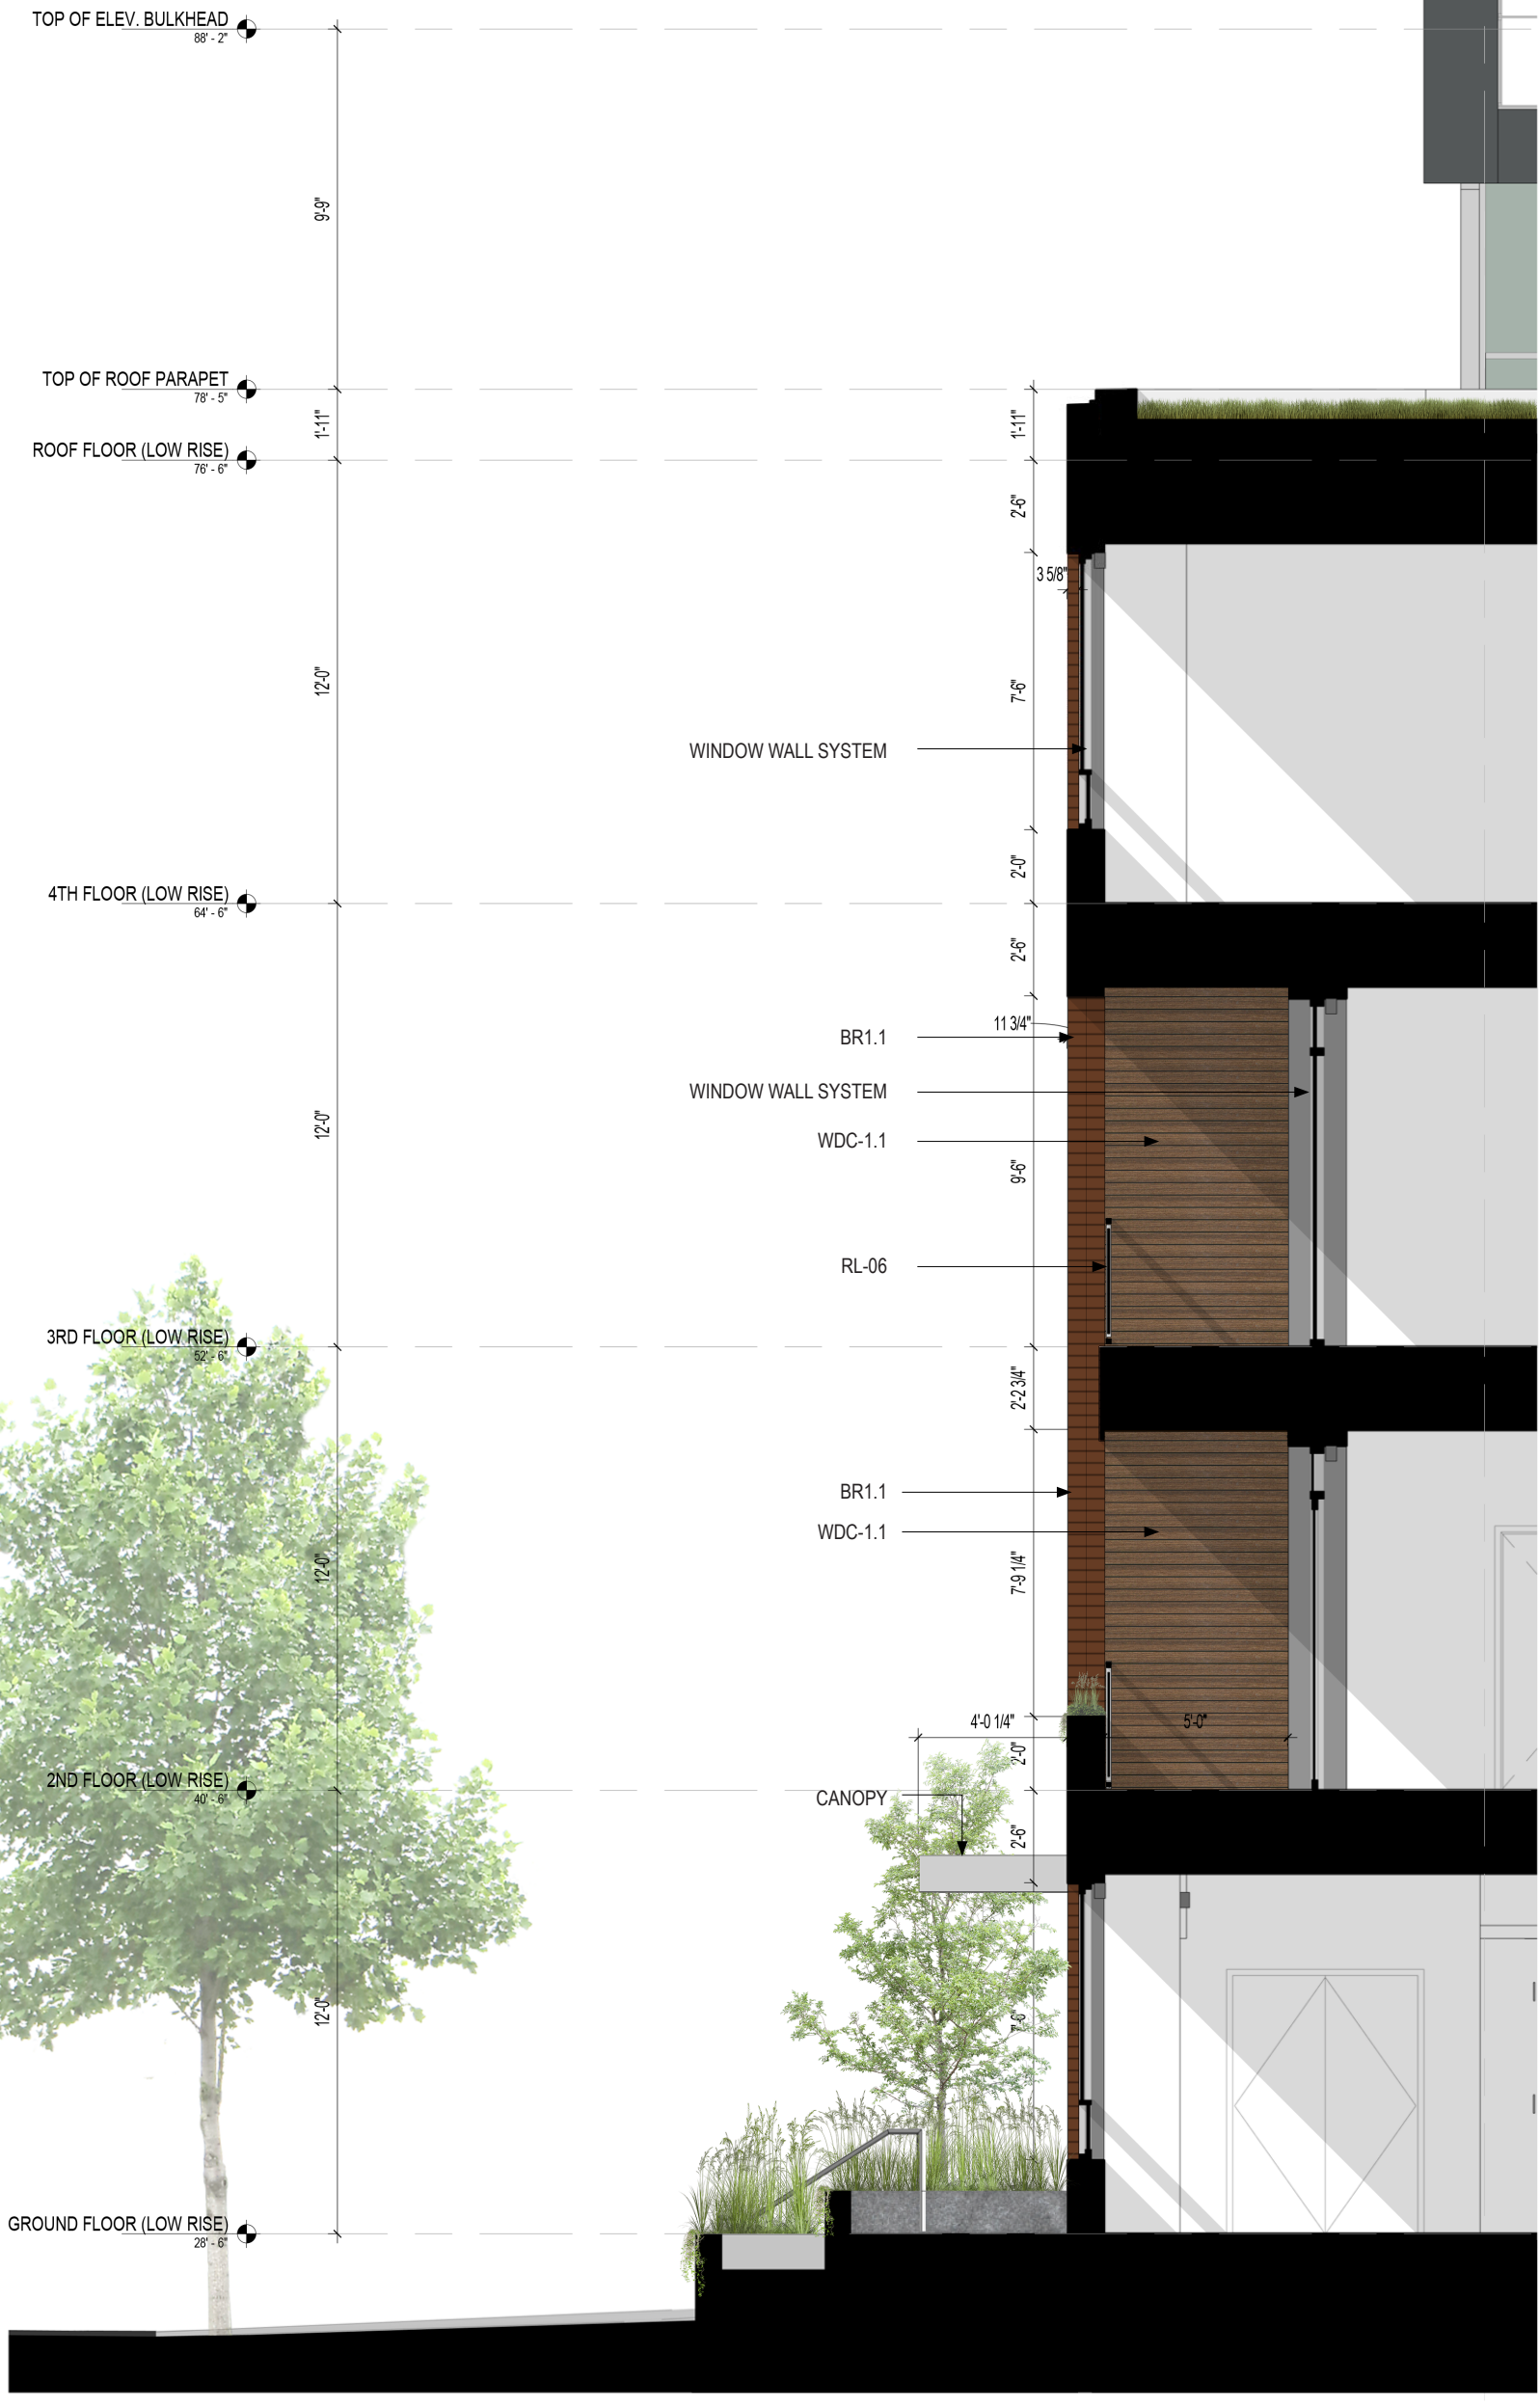 TOP OF ELEV. BULKHEAD
88' - 2"
9'-9"
TOP OF ROOF PARAPET
78' - 5"
1'-11"
1'-11"
ROOF FLOOR (LOW RISE)
76' - 6"
2'-6"
3 5/8"
12'-0"
7'-6"
WINDOW WALL SYSTEM
2'-0"
4TH FLOOR (LOW RISE)
64' - 6"
2'-6"
11 3/4"
BR1.1
WINDOW WALL SYSTEM
12'-0"
WDC-1.1
9'-6"
RL-06
3RD FLOOR (LOW RISE)
52' - 6"
2'-2 3/4"
BR1.1
WDC-1.1
12'-0"
7'-9 1/4"
4'-0 1/4"
5'-0"
2'-0"
2ND FLOOR (LOW RISE)
40' - 6"
CANOPY
2'-6"
12'-0"
7'-6"
GROUND FLOOR (LOW RISE)
28' - 6"